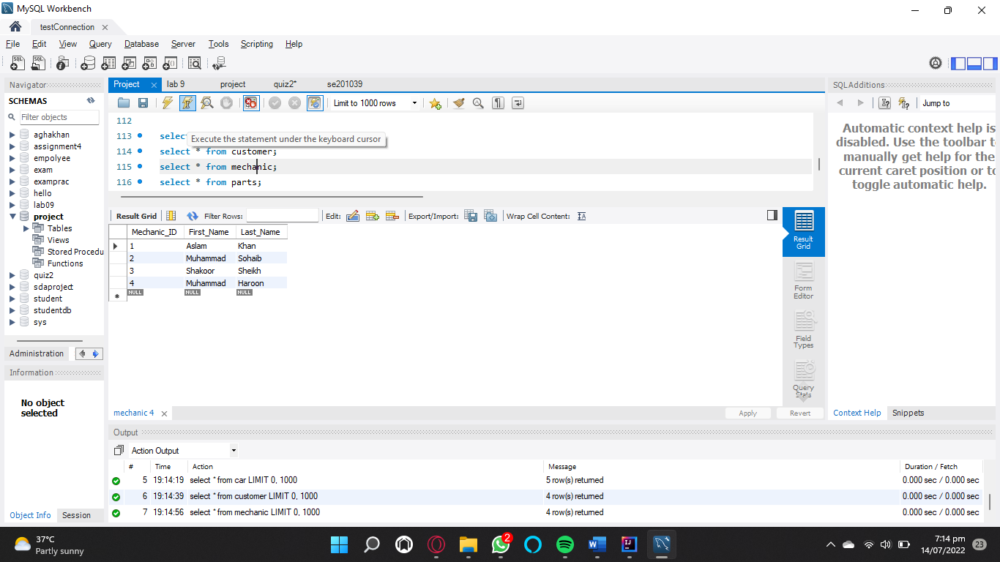 MySQL Workbench
testConnection
File Edit View Query Database Server Tools Scripting Help
Navigator
SCHEMAS
Filter objects
aghakhan
assignment4
empolyee
exam
examprac
hello
lab09
project
Tables
Views
Stored Procedu
Functions
quiz2
sdaproject
student
studentdb
sys
Administration
Information
No object
selected
Object Info Session
Project lab 9 project quiz2* se201039
Limit to 1000 rows
112
113 selec
Execute the statement under the keyboard cursor
114 select * from customer;
115 select * from mechanic;
116 select * from parts;
Result Grid Filter Rows: Edit: Export/Import: Wrap Cell Content:
Mechanic_ID First_Name Last_Name
1 Aslam Khan
2 Muhammad Sohaib
3 Shakoor Sheikh
4 Muhammad Haroon
NULL NULL NULL
Result
Grid
Form
Editor
Field
Types
Query
Stats
mechanic 4 Apply Revert
SQLAdditions
Jump to
Automatic context help is
disabled. Use the toolbar t
manually get help for the
current caret position or to
toggle automatic help.
Context Help Snippets
Output
Action Output
# Time Action Message Duration / Fetch
5 19:14:19 select * from car LIMIT 0, 1000 5 row(s) returned 0.000 sec / 0.000 sec
6 19:14:39 select * from customer LIMIT 0, 1000 4 row(s) returned 0.000 sec / 0.000 sec
7 19:14:56 select * from mechanic LIMIT 0, 1000 4 row(s) returned 0.000 sec / 0.000 sec
37°C
Partly sunny
2
7:14 pm
14/07/2022
23